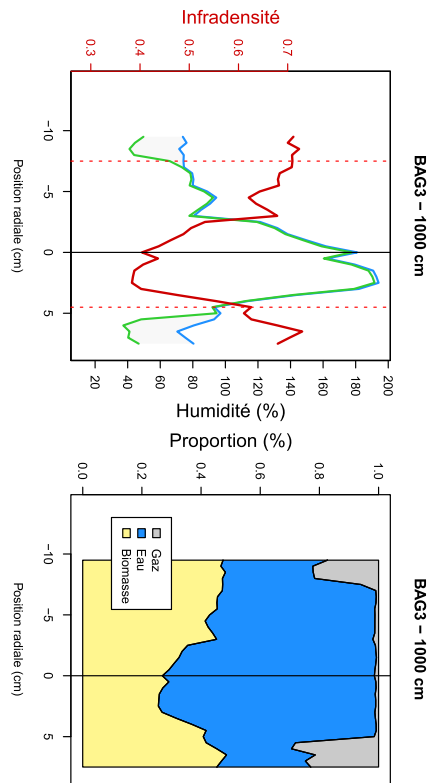 Infradensité
0.3 0.4 0.5 0.6 0.7
BAG3 − 1000 cm
−10 −5 0 5
Position radiale (cm)
20 40 60 80 100 120 140 160 180 200
Humidité (%)
Proportion (%)
0.0 0.2 0.4 0.6 0.8 1.0
BAG3 − 1000 cm
−10 −5 0 5
Position radiale (cm)
Gaz
Eau
Biomasse